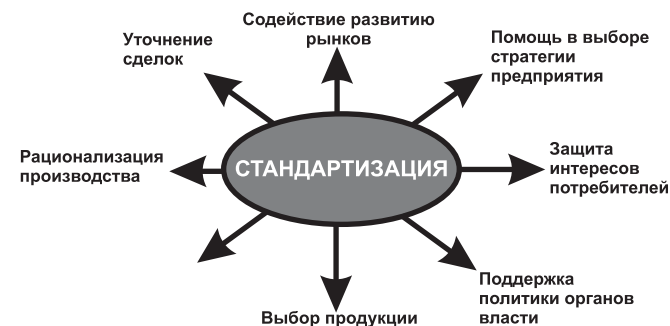 Содействие развитию
рынков
Уточнение
сделок
Помощь в выборе
стратегии
предприятия
Рационализация
производства
СТАНДАРТИЗАЦИЯ
Защита
интересов
потребителей
Поддержка
политики органов
власти
Выбор продукции